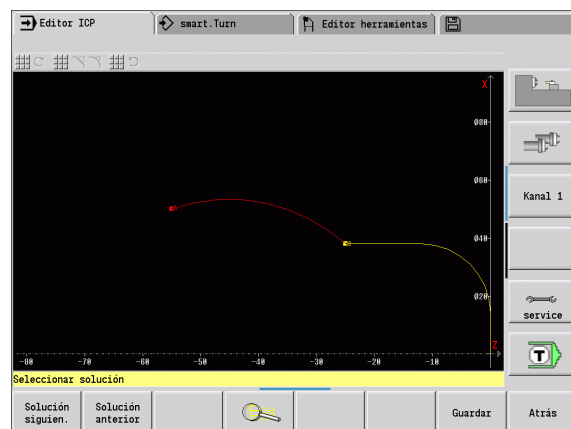 Editor ICP
smart.Turn
Editor herramientas
X
Ø80
Ø60
Kanal 1
Ø40
Ø20
service
Z
-80 -70 -60 -50 -40 -30 -20 -10
T
Seleccionar solución
Solución siguien.
Solución anterior
Guardar
Atrás